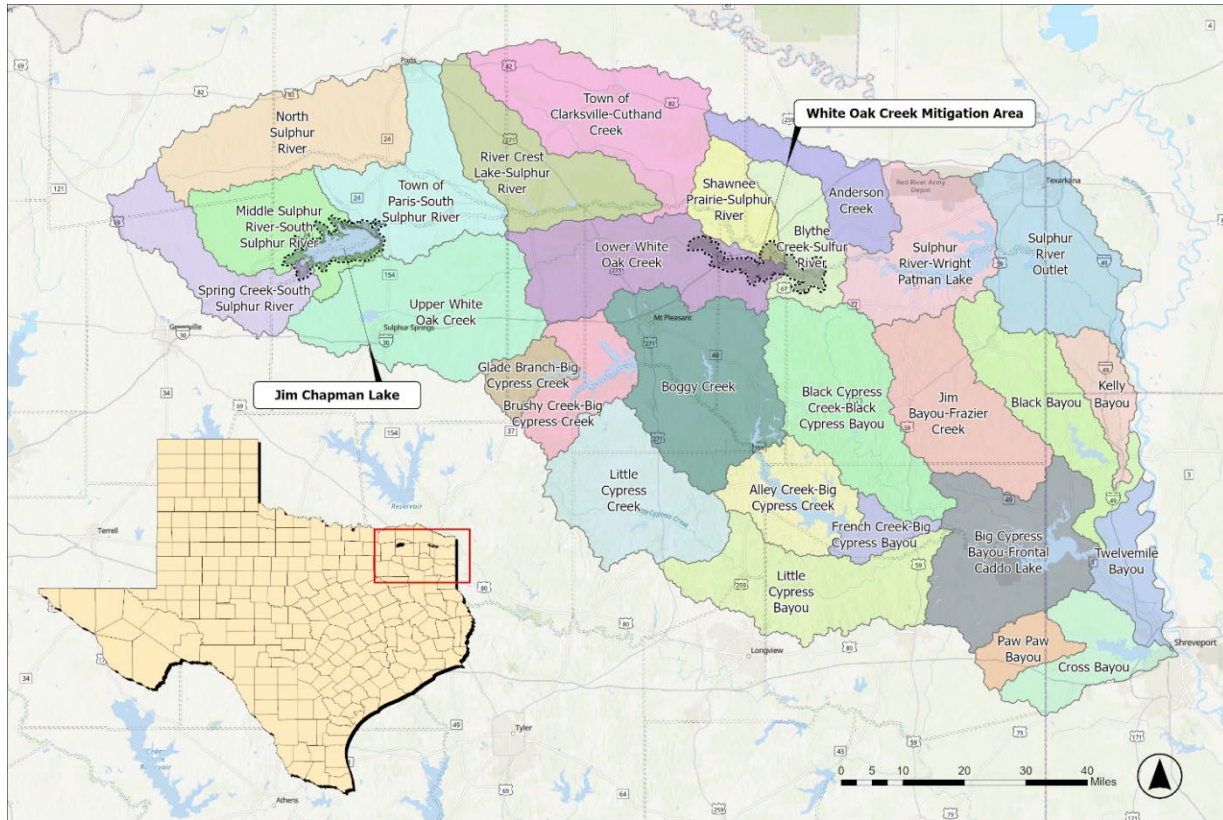 Paris
North
Sulphur
River
Town of
Clarksville-Cuthand
Creek
White Oak Creek Mitigation Area
River Crest
Lake-Sulphur
River
Middle Sulphur
River-South
Sulphur River
Town of
Paris-South
Sulphur River
Shawnee
Prairie-Sulphur
River
Anderson
Creek
Red River Army
Depot
Texarkana
Blythe
Creek-Sulfur
River
Lower White
Oak Creek
Sulphur
River-Wright
Patman Lake
Sulphur
River
Outlet
Spring Creek-South
Sulphur River
Upper White
Oak Creek
Greenville
Sulphur Springs
Mt Pleasant
Jim Chapman Lake
Glade Branch-Big
Cypress Creek
Brushy Creek-Big
Cypress Creek
Boggy Creek
Black Cypress
Creek-Black
Cypress Bayou
Jim
Bayou-Frazier
Creek
Black Bayou
Kelly
Bayou
Little
Cypress
Creek
Alley Creek-Big
Cypress Creek
French Creek-Big
Cypress Bayou
Big Cypress
Bayou-Frontal
Caddo Lake
Twelvemile
Bayou
Little
Cypress
Bayou
Paw Paw
Bayou
Cross Bayou
Shreveport
Terrell
Reservoir
Longview
Tyler
Athens
0 5 10 20 30 40
Miles